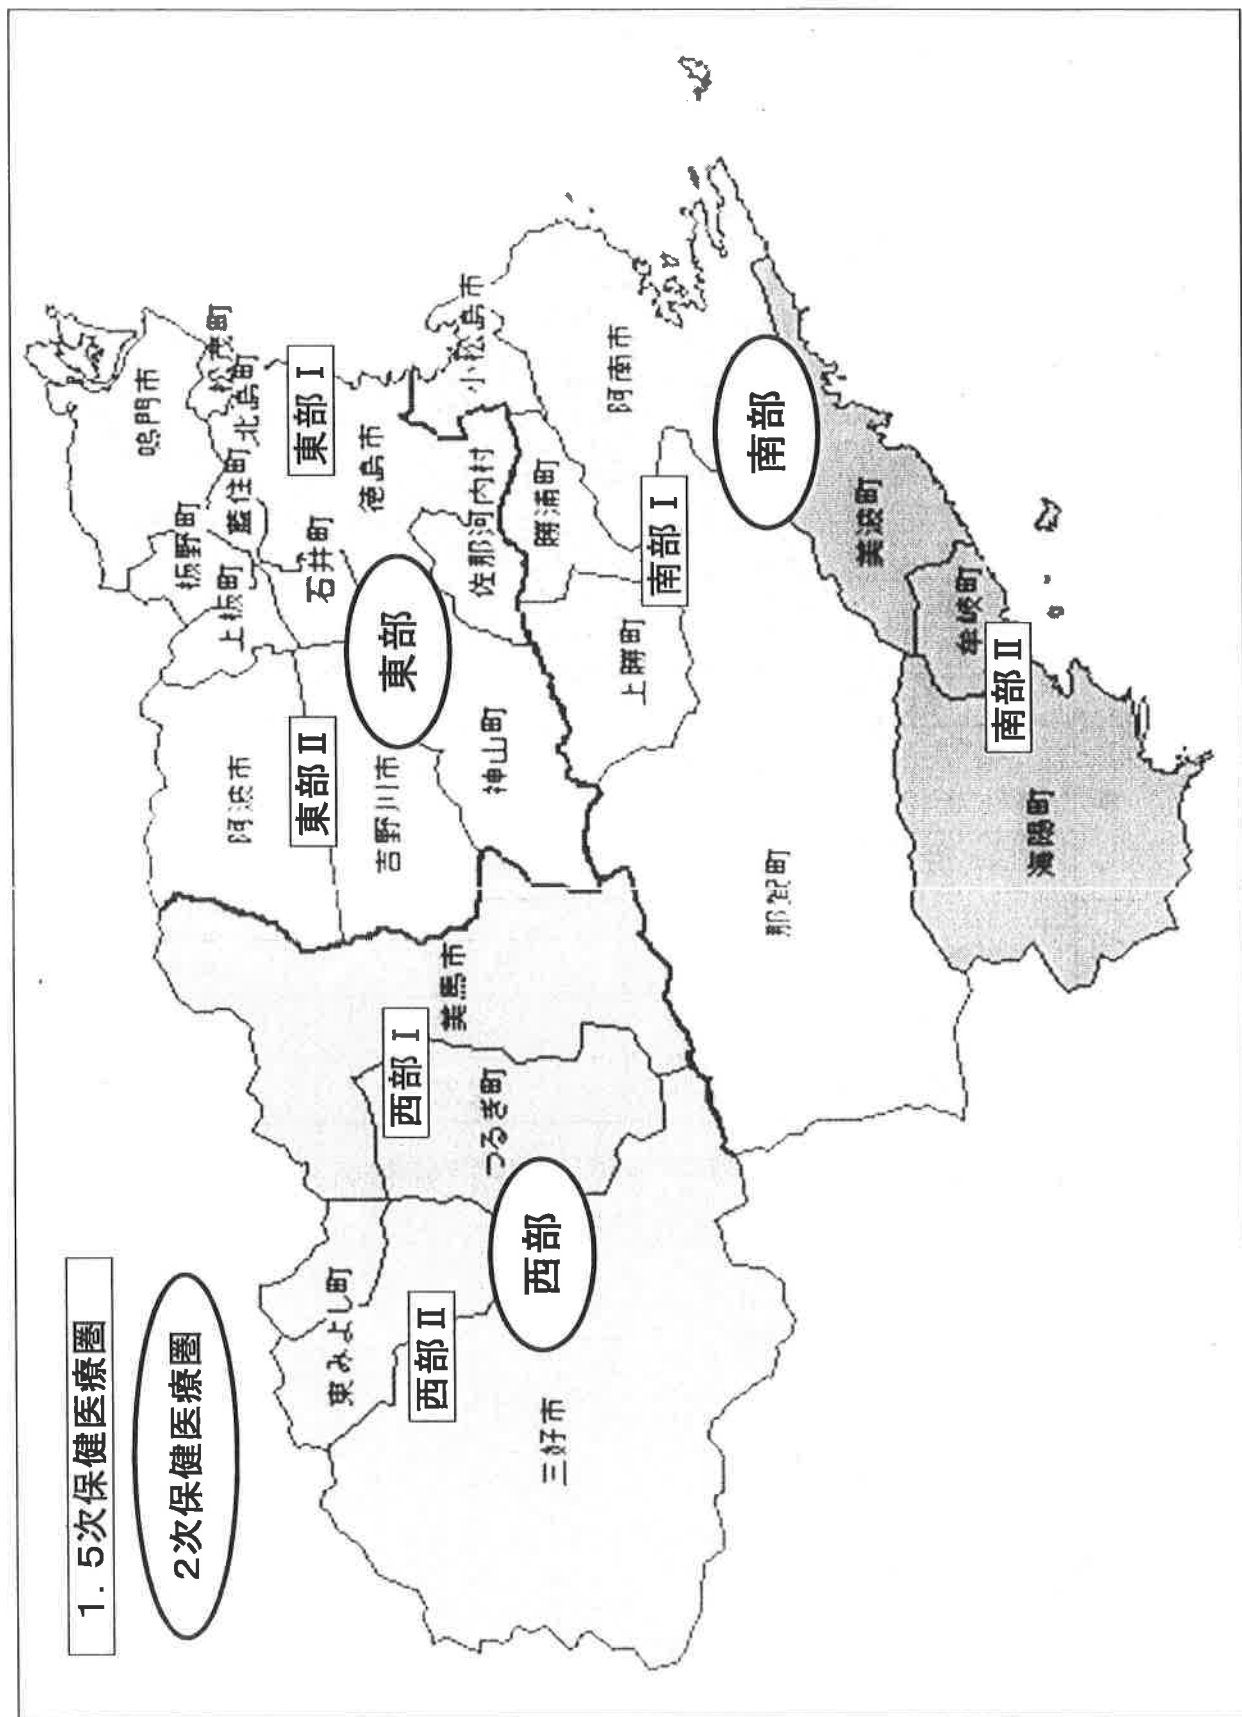 1.5次保健医療圏
2次保健医療圏
鳴門市
松茂町
北島町
藍住町
板野町
上板町
東部Ⅰ
徳島市
石井町
小松島市
佐那河内村
勝浦町
阿南市
東部
東部Ⅱ
阿波市
吉野川市
神山町
上勝町
南部Ⅰ
南部
美波町
牟岐町
南部Ⅱ
海陽町
那賀町
美馬市
西部Ⅰ
つるぎ町
西部
東みよし町
西部Ⅱ
三好市